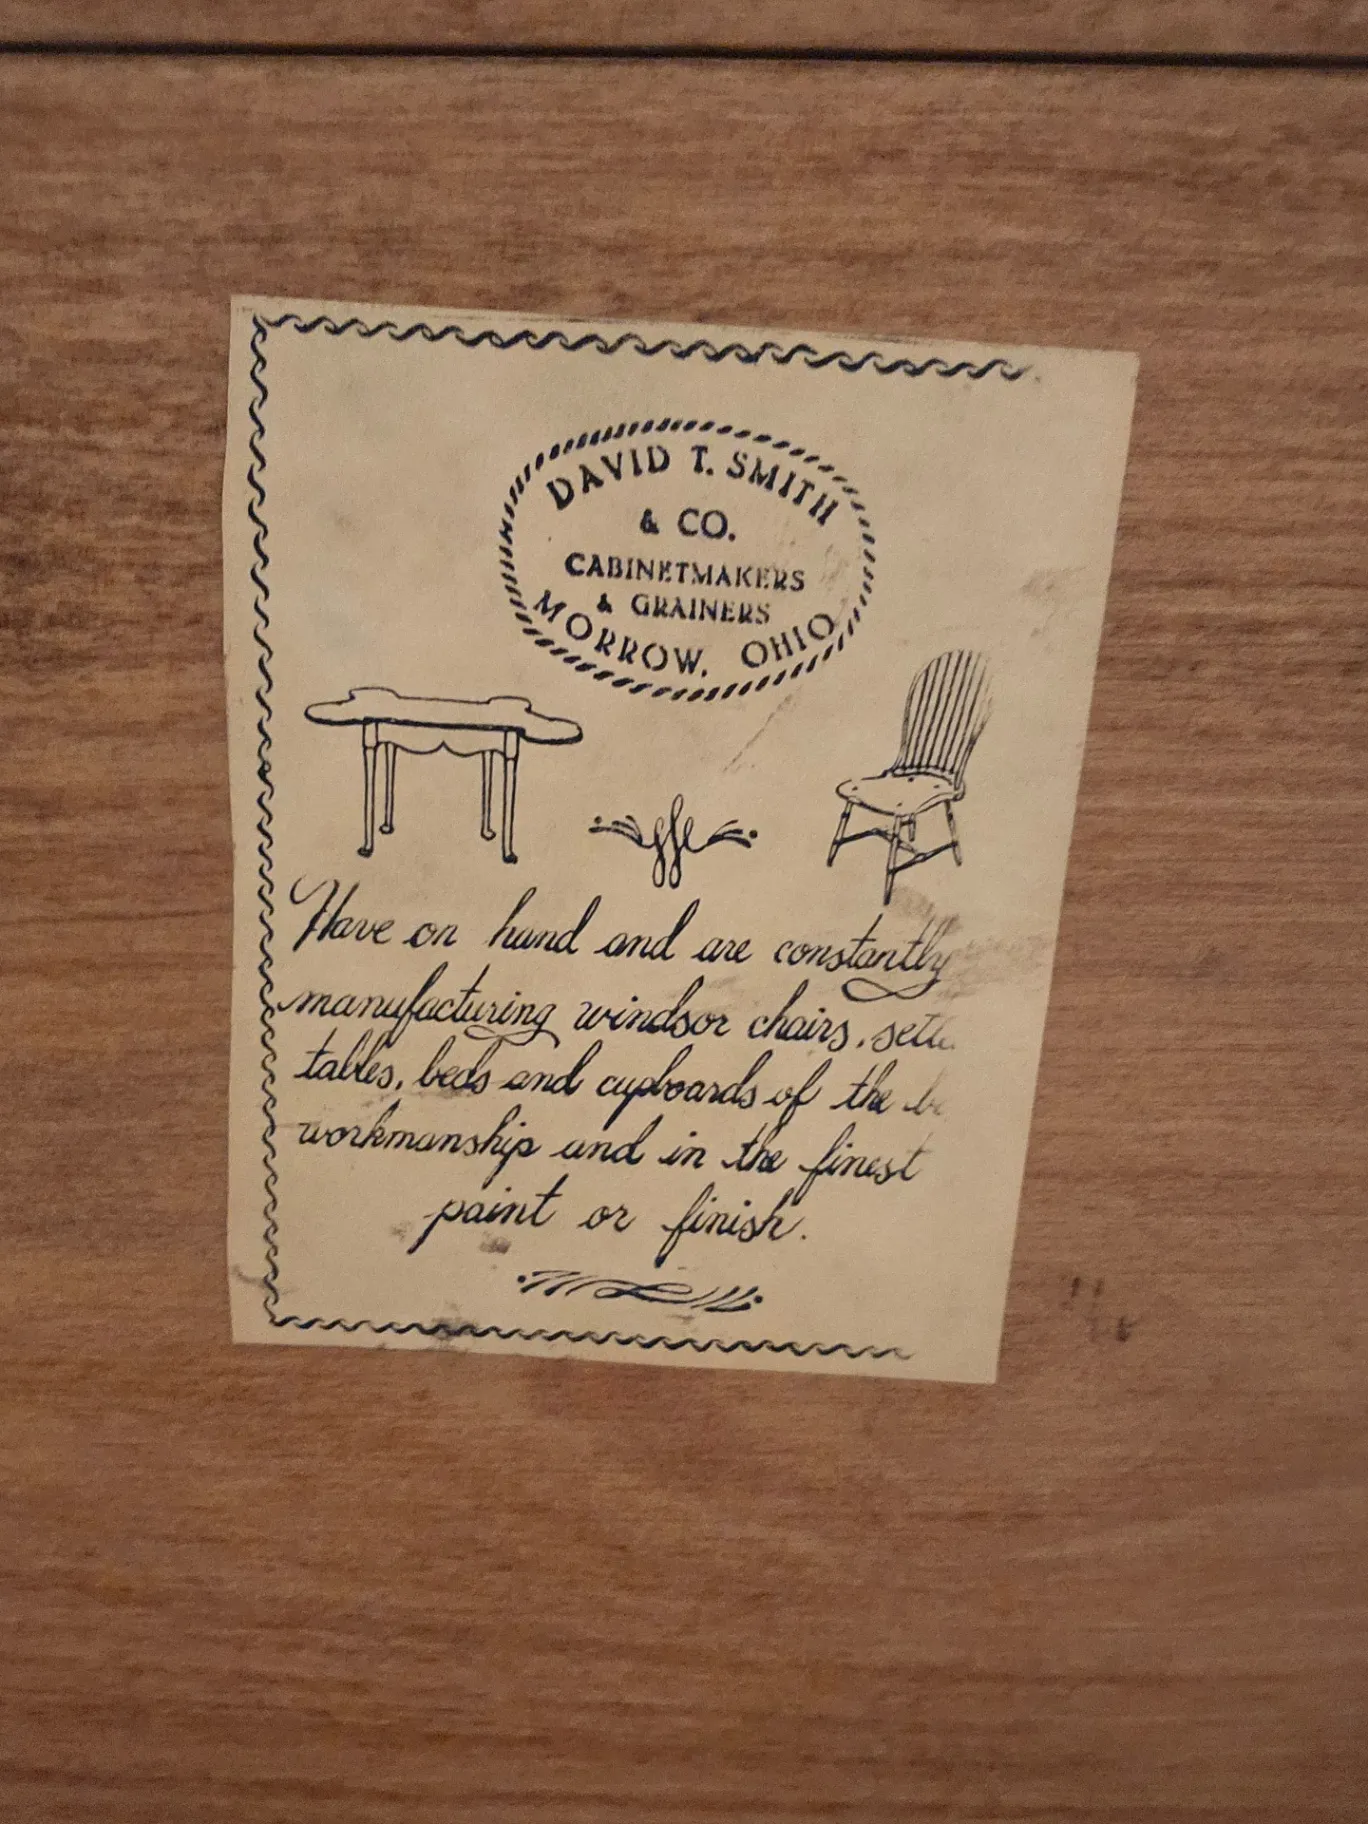 DAVID T. SMITH
& CO.
CABINETMAKERS
& GRAINERS
MORROW, OHIO
Have on hand and are constantly
manufacturing windsor chairs,
tables, beds and cupboards of the
workmanship and in the finest
paint or finish.